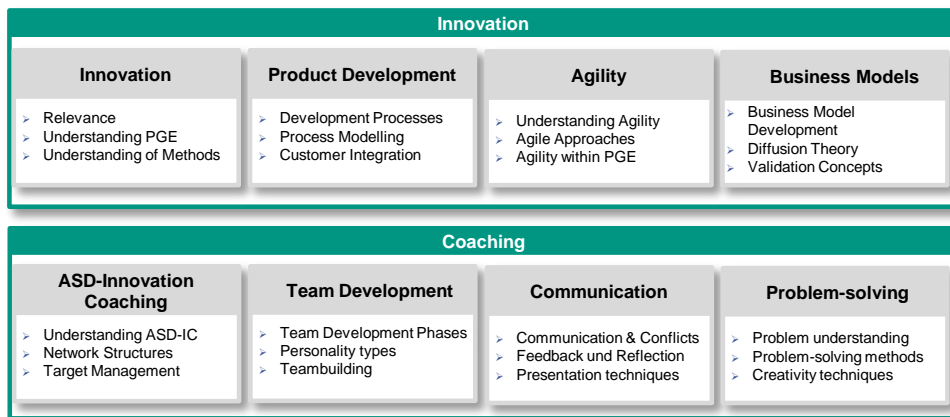 Innovation
Innovation
Relevance
Understanding PGE
Understanding of Methods
Product Development
Development Processes
Process Modelling
Customer Integration
Agility
Understanding Agility
Agile Approaches
Agility within PGE
Business Models
Business Model
Development
Diffusion Theory
Validation Concepts
Coaching
ASD-Innovation
Coaching
Understanding ASD-IC
Network Structures
Target Management
Team Development
Team Development Phases
Personality types
Teambuilding
Communication
Communication & Conflicts
Feedback und Reflection
Presentation techniques
Problem-solving
Problem understanding
Problem-solving methods
Creativity techniques